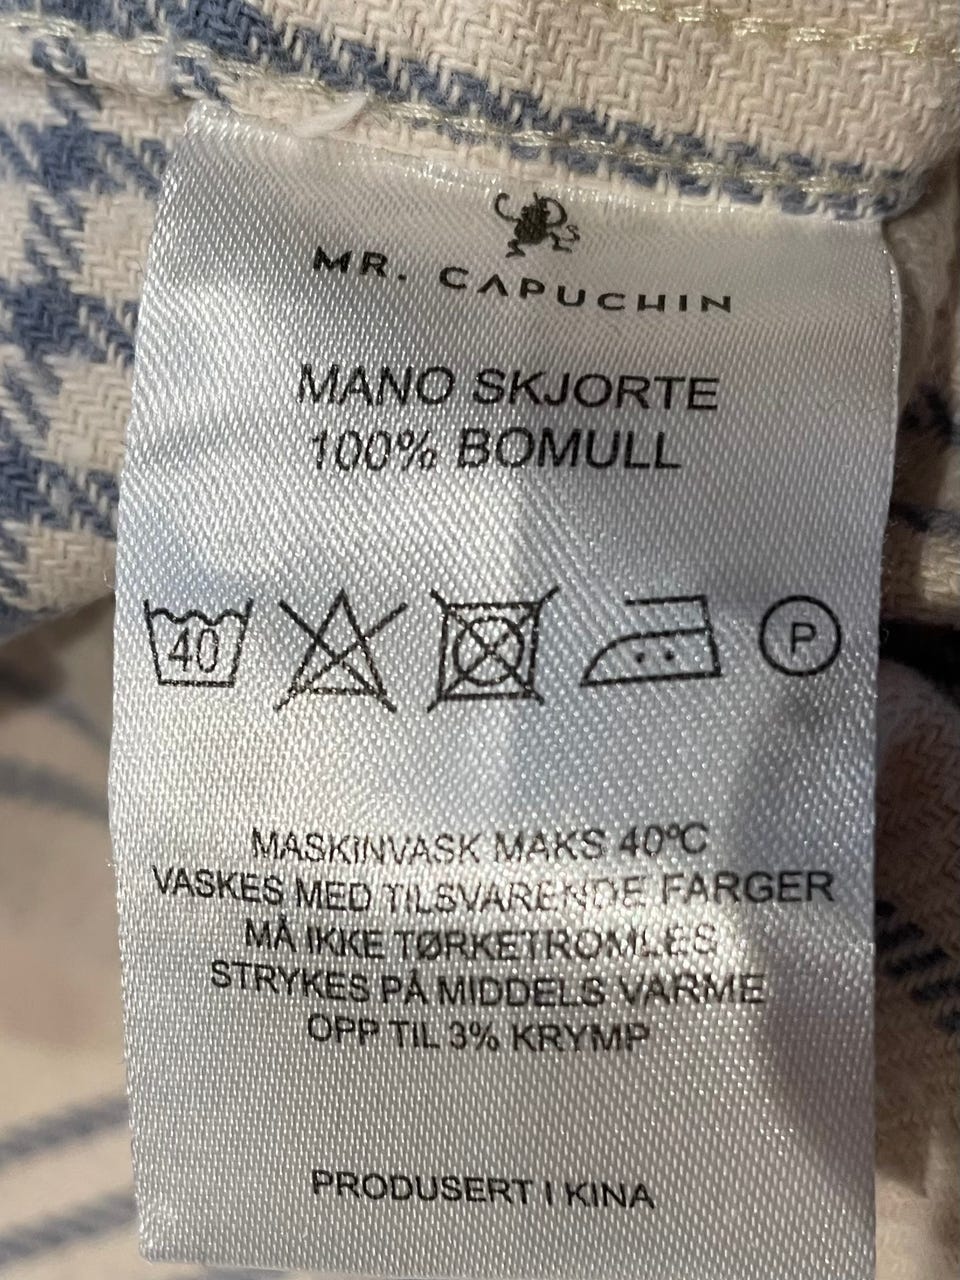 MR. CAPUCHIN
MANO SKJORTE
100% BOMULL
40
P
MASKINVASK MAKS 40ºC
VASKES MED TILSVARENDE FARGER
MÅ IKKE TØRKETROMLES
STRYKES PÅ MIDDELS VARME
OPP TIL 3% KRYMP
PRODUSERT I KINA